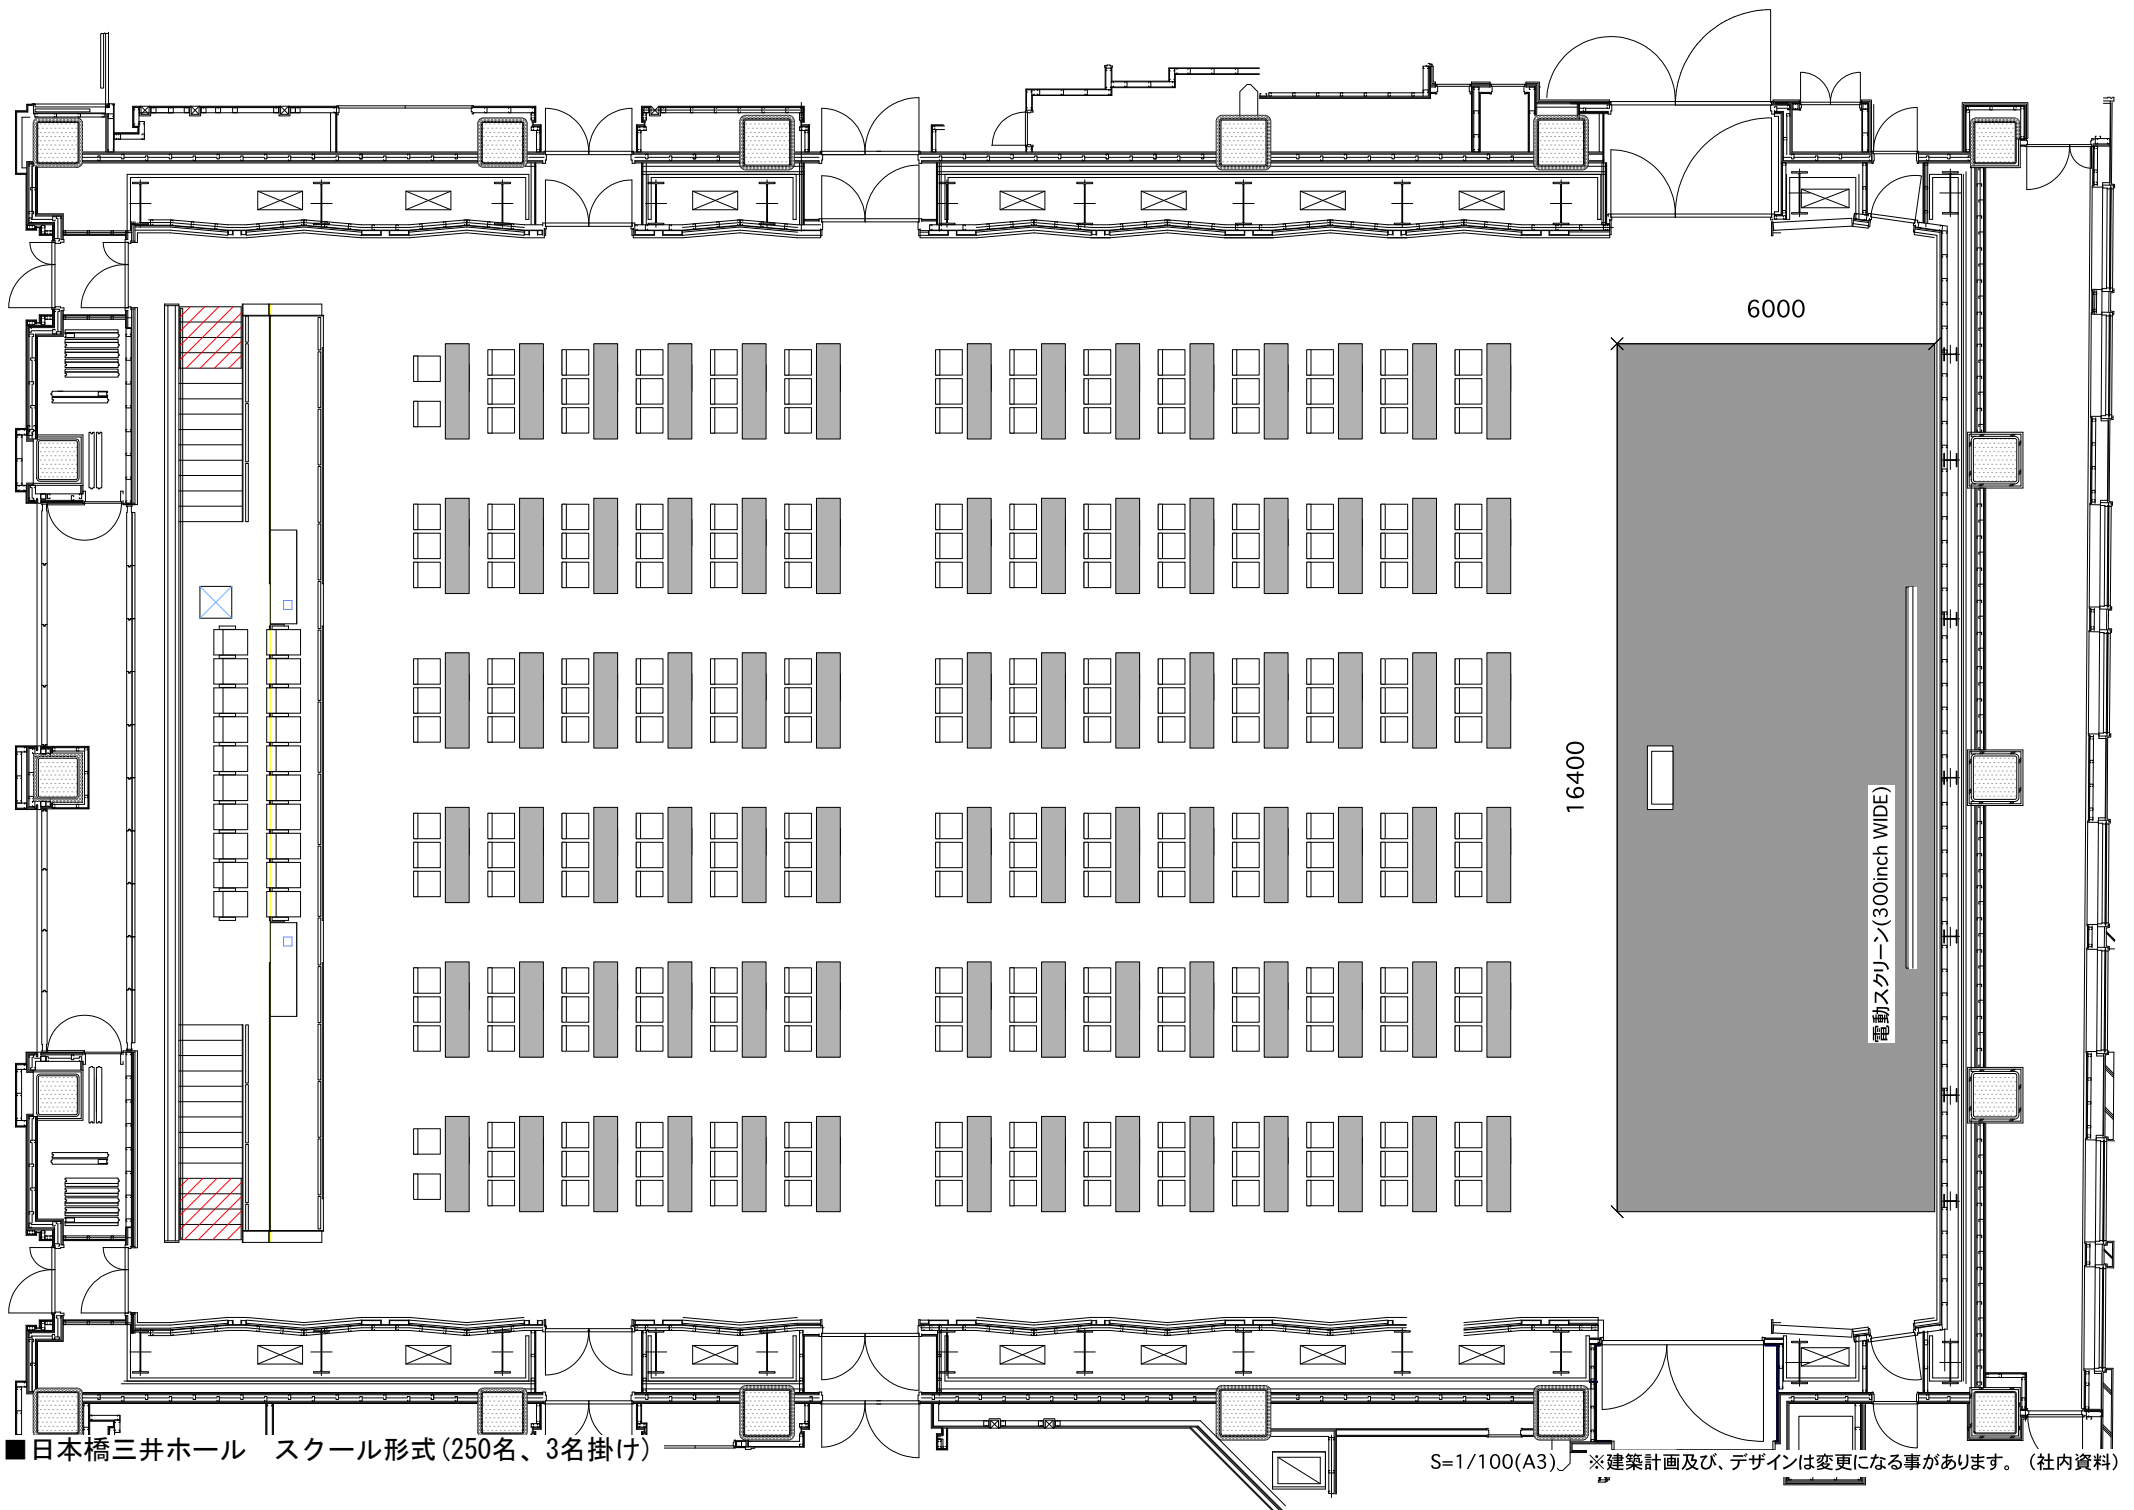 6000
16400
電動スクリーン(300inch WIDE)
■日本橋三井ホール　スクール形式(250名、3名掛け)
S=1/100(A3)
※建築計画及び、デザインは変更になる事があります。（社内資料）